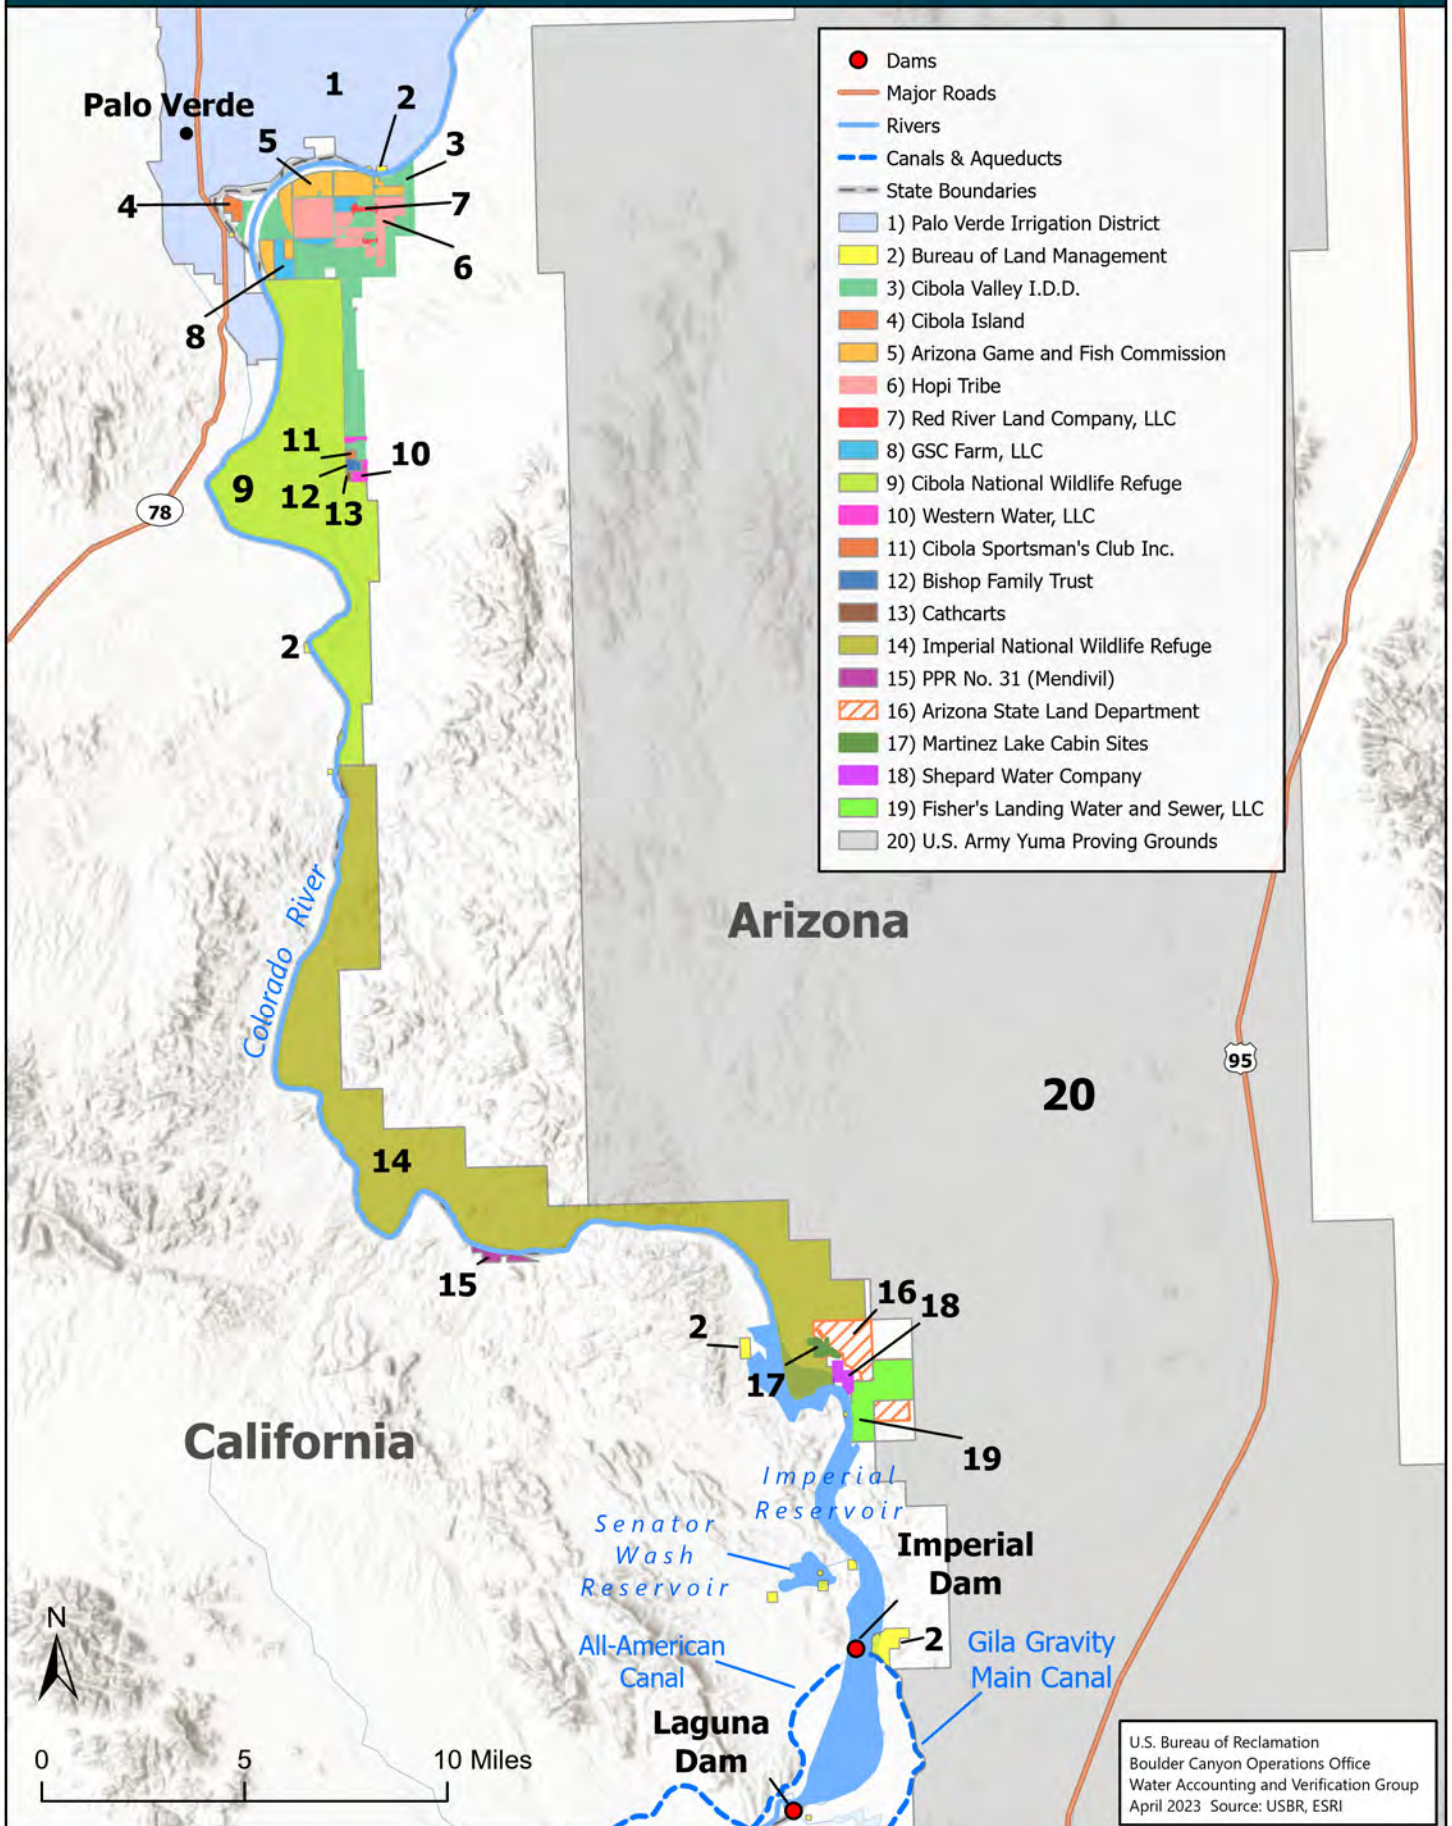 Dams
Major Roads
Rivers
Canals & Aqueducts
State Boundaries
1) Palo Verde Irrigation District
2) Bureau of Land Management
3) Cibola Valley I.D.D.
4) Cibola Island
5) Arizona Game and Fish Commission
6) Hopi Tribe
7) Red River Land Company, LLC
8) GSC Farm, LLC
9) Cibola National Wildlife Refuge
10) Western Water, LLC
11) Cibola Sportsman's Club Inc.
12) Bishop Family Trust
13) Cathcarts
14) Imperial National Wildlife Refuge
15) PPR No. 31 (Mendivil)
16) Arizona State Land Department
17) Martinez Lake Cabin Sites
18) Shepard Water Company
19) Fisher's Landing Water and Sewer, LLC
20) U.S. Army Yuma Proving Grounds
1
2
Palo Verde
5
3
4
7
6
8
11
10
9
12
13
78
2
Colorado River
Arizona
95
20
14
15
16
18
2
17
California
19
Imperial
Reservoir
Senator
Wash
Reservoir
Imperial
Dam
2
All-American
Canal
Gila Gravity
Main Canal
Laguna
Dam
N
0 5 10 Miles
U.S. Bureau of Reclamation
Boulder Canyon Operations Office
Water Accounting and Verification Group
April 2023 Source: USBR, ESRI